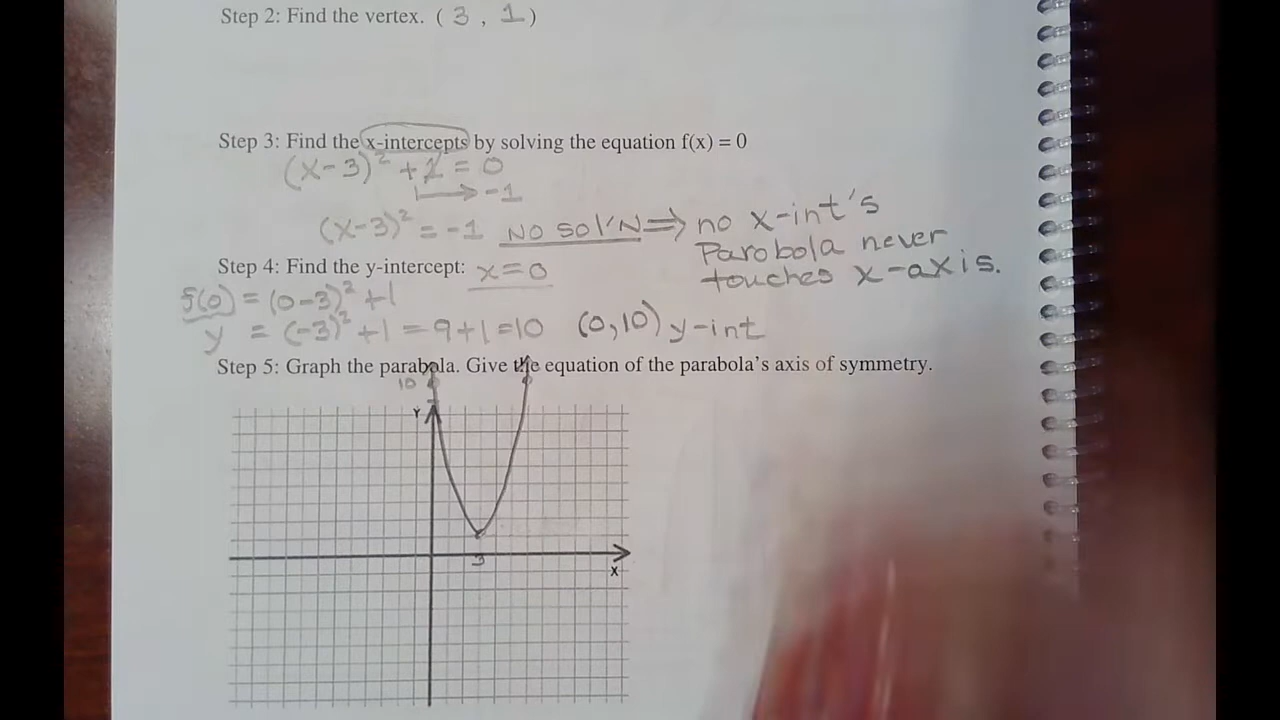 Step 2: Find the vertex. ( 3 , 1 )
Step 3: Find the x-intercepts by solving the equation f(x) = 0
(x-3)² +1 = 0
-1
(x-3)² = -1 NO sol'N ⇒ no x-int's
Parobola never
touches x-axis.
Step 4: Find the y-intercept: x=0
f(0) = (0-3)² +1
y = (-3)² +1 = 9+1=10 (0,10) y-int
Step 5: Graph the parabola. Give the equation of the parabola's axis of symmetry.
10
Y
3
X